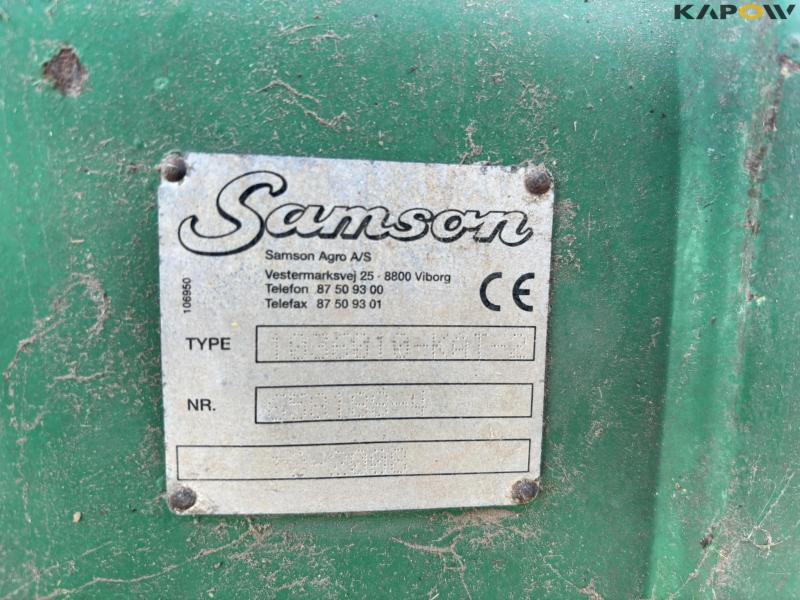 KAPOW
Samson
Samson Agro A/S
Vestermarksvej 25 - 8800 Viborg
Telefon 87 50 93 00
Telefax 87 50 93 01
CE
106950
TYPE
NR.